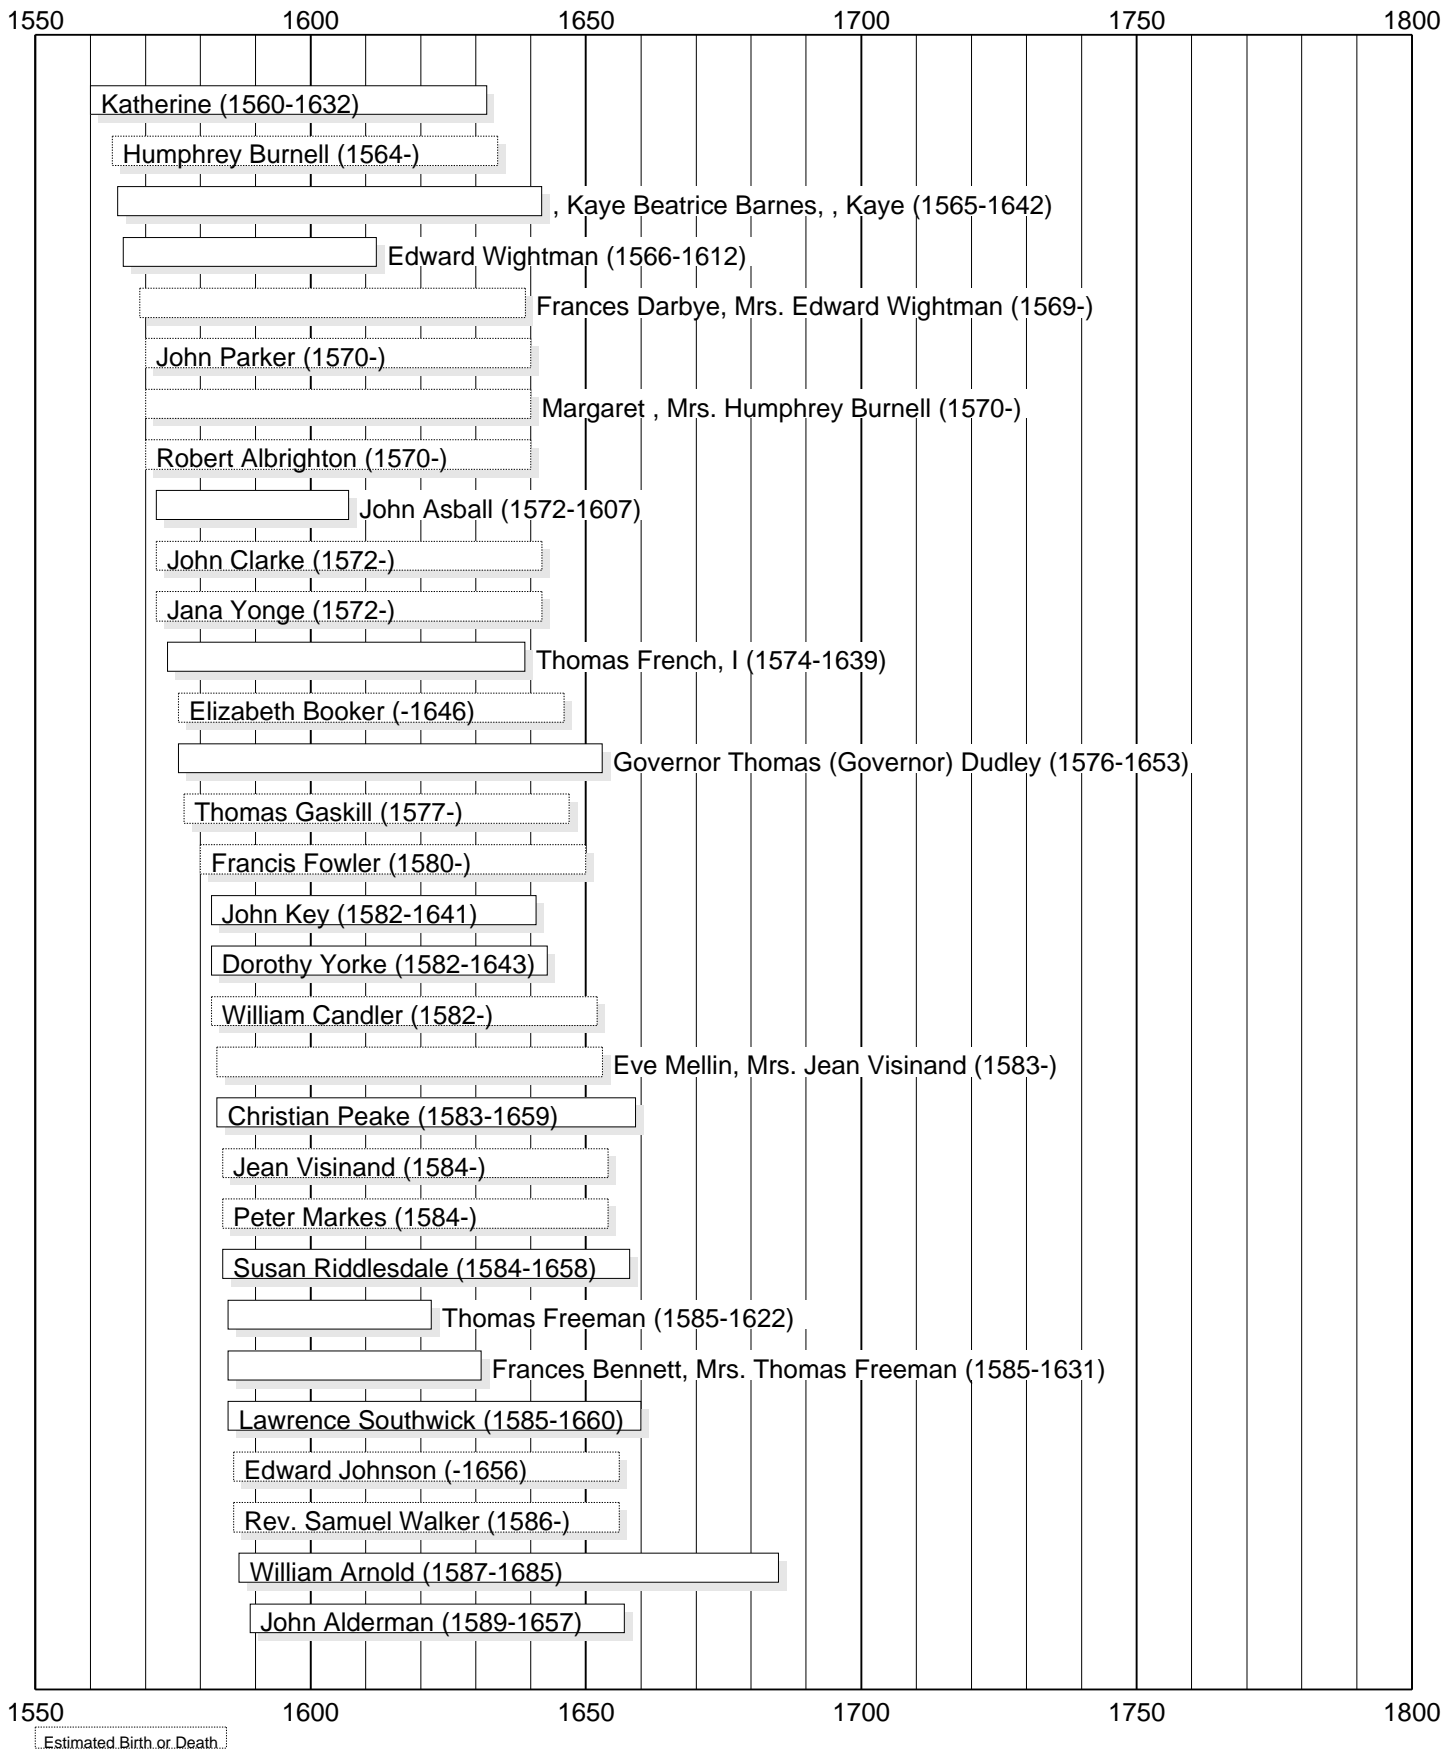 1550 1600 1650 1700 1750 1800
Katherine (1560-1632)
Humphrey Burnell (1564-)
, Kaye Beatrice Barnes, , Kaye (1565-1642)
Edward Wightman (1566-1612)
Frances Darbye, Mrs. Edward Wightman (1569-)
John Parker (1570-)
Margaret , Mrs. Humphrey Burnell (1570-)
Robert Albrighton (1570-)
John Asball (1572-1607)
John Clarke (1572-)
Jana Yonge (1572-)
Thomas French, I (1574-1639)
Elizabeth Booker (-1646)
Governor Thomas (Governor) Dudley (1576-1653)
Thomas Gaskill (1577-)
Francis Fowler (1580-)
John Key (1582-1641)
Dorothy Yorke (1582-1643)
William Candler (1582-)
Eve Mellin, Mrs. Jean Visinand (1583-)
Christian Peake (1583-1659)
Jean Visinand (1584-)
Peter Markes (1584-)
Susan Riddlesdale (1584-1658)
Thomas Freeman (1585-1622)
Frances Bennett, Mrs. Thomas Freeman (1585-1631)
Lawrence Southwick (1585-1660)
Edward Johnson (-1656)
Rev. Samuel Walker (1586-)
William Arnold (1587-1685)
John Alderman (1589-1657)
1550 1600 1650 1700 1750 1800
Estimated Birth or Death